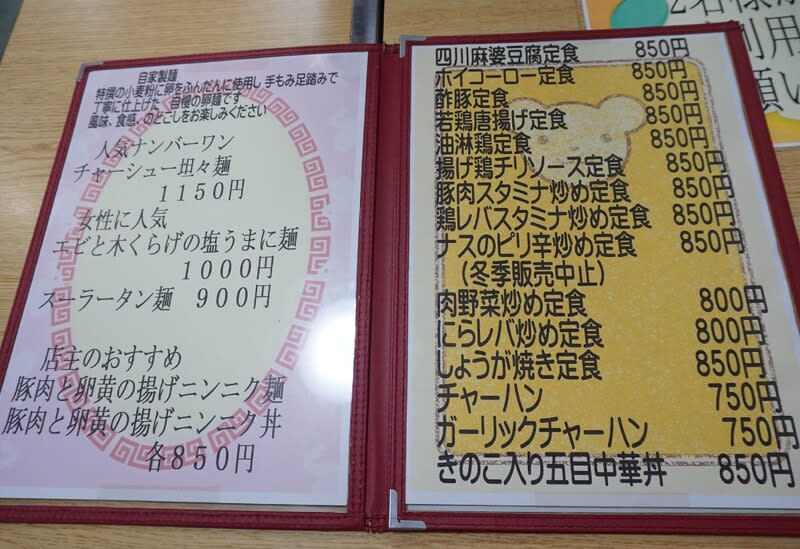 自家製麺
特撰の小麦粉に卵をふんだんに使用し 手もみ足踏みで
丁寧に仕上げた 自慢の卵麺です
風味、食感、のどごしをお楽しみください
人気ナンバーワン
チャーシュー坦々麺
1150円
女性に人気
エビと木くらげの塩うまに麺
1000円
スーラータン麺 900円
店主のおすすめ
豚肉と卵黄の揚げニンニク麺
豚肉と卵黄の揚げニンニク丼
各850円
四川麻婆豆腐定食 850円
ホイコーロー定食 850円
酢豚定食 850円
若鶏唐揚げ定食 850円
油淋鶏定食 850円
揚げ鶏チリソース定食 850円
豚肉スタミナ炒め定食 850円
鶏レバスタミナ炒め定食 850円
ナスのピリ辛炒め定食 850円
(冬季販売中止)
肉野菜炒め定食 800円
にらレバ炒め定食 800円
しょうが焼き定食 850円
チャーハン 750円
ガーリックチャーハン 750円
きのこ入り五目中華丼 850円
2名様
利用
願い